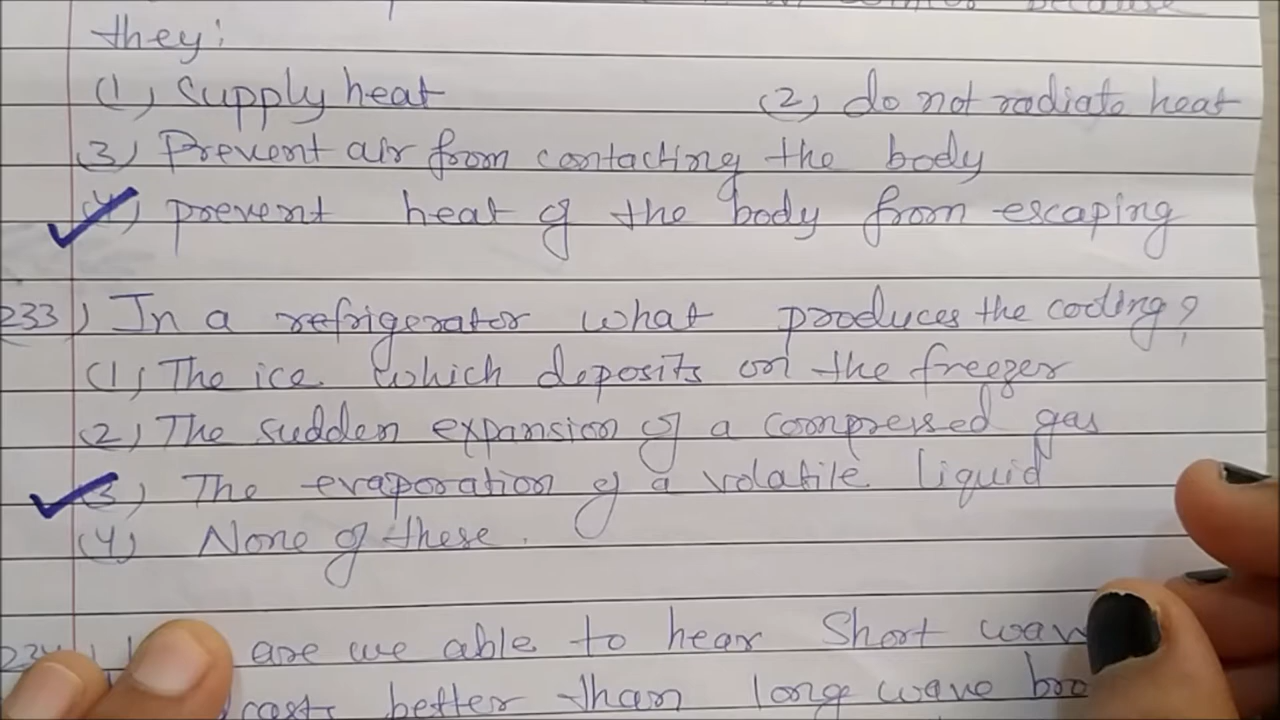 because
they:
(1) Supply heat (2) do not radiate heat
(3) Prevent air from contacting the body
(4) prevent heat of the body from escaping
233) In a refrigerator what produces the cooling?
(1) The ice which deposits on the freezer
(2) The sudden expansion of a compressed gas
(3) The evaporation of a volatile liquid
(4) None of these.
are we able to hear Short
better than long wave